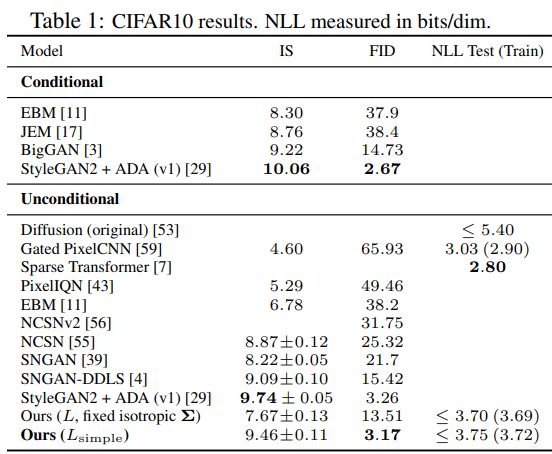 Table 1: CIFAR10 results. NLL measured in bits/dim.
Model IS FID NLL Test (Train)
Conditional
EBM [11] 8.30 37.9
JEM [17] 8.76 38.4
BigGAN [3] 9.22 14.73
StyleGAN2 + ADA (v1) [29] 10.06 2.67
Unconditional
Diffusion (original) [53] ≤ 5.40
Gated PixelCNN [59] 4.60 65.93 3.03 (2.90)
Sparse Transformer [7] 2.80
PixelIQN [43] 5.29 49.46
EBM [11] 6.78 38.2
NCSNv2 [56] 31.75
NCSN [55] 8.87±0.12 25.32
SNGAN [39] 8.22±0.05 21.7
SNGAN-DDLS [4] 9.09±0.10 15.42
StyleGAN2 + ADA (v1) [29] 9.74 ± 0.05 3.26
Ours (L, fixed isotropic Σ) 7.67±0.13 13.51 ≤ 3.70 (3.69)
Ours (Lsimple) 9.46±0.11 3.17 ≤ 3.75 (3.72)